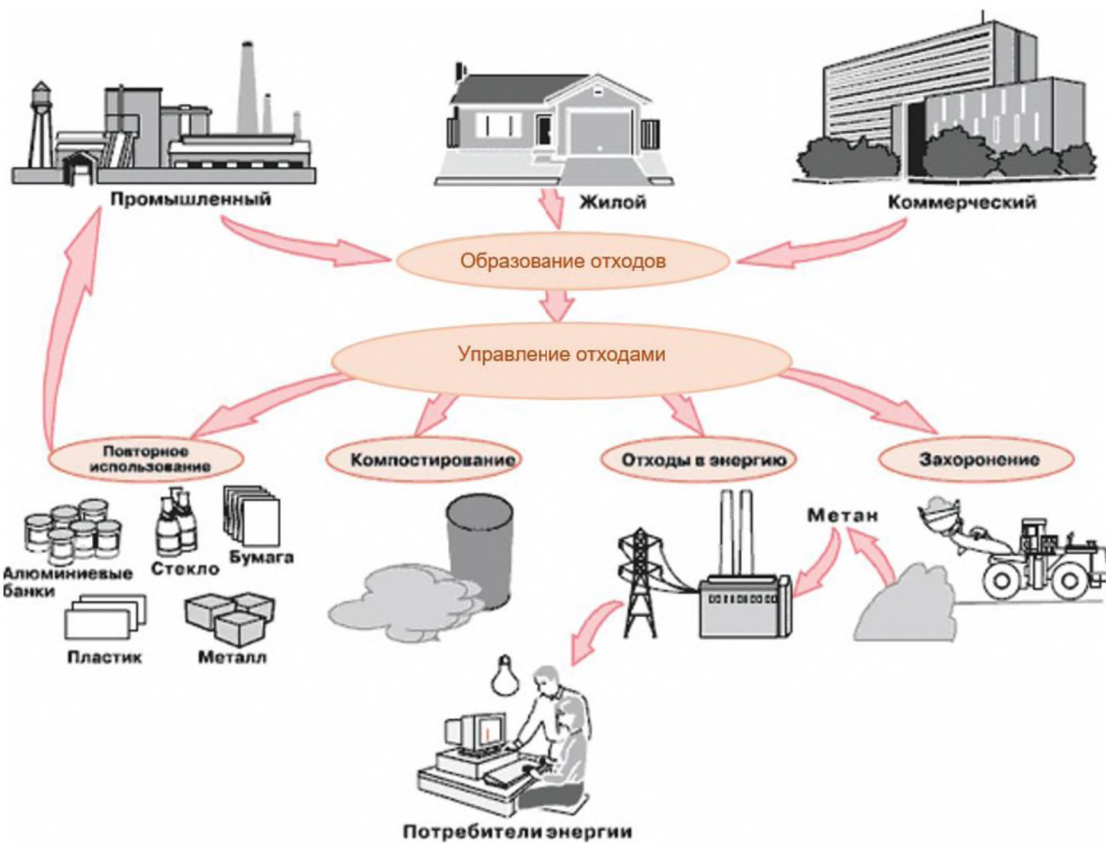 Промышленный
Жилой
Коммерческий
Образование отходов
Управление отходами
Повторное
использование
Компостирование
Отходы в энергию
Захоронение
Алюминиевые
банки
Стекло
Бумага
Пластик
Металл
Метан
Потребители энергии